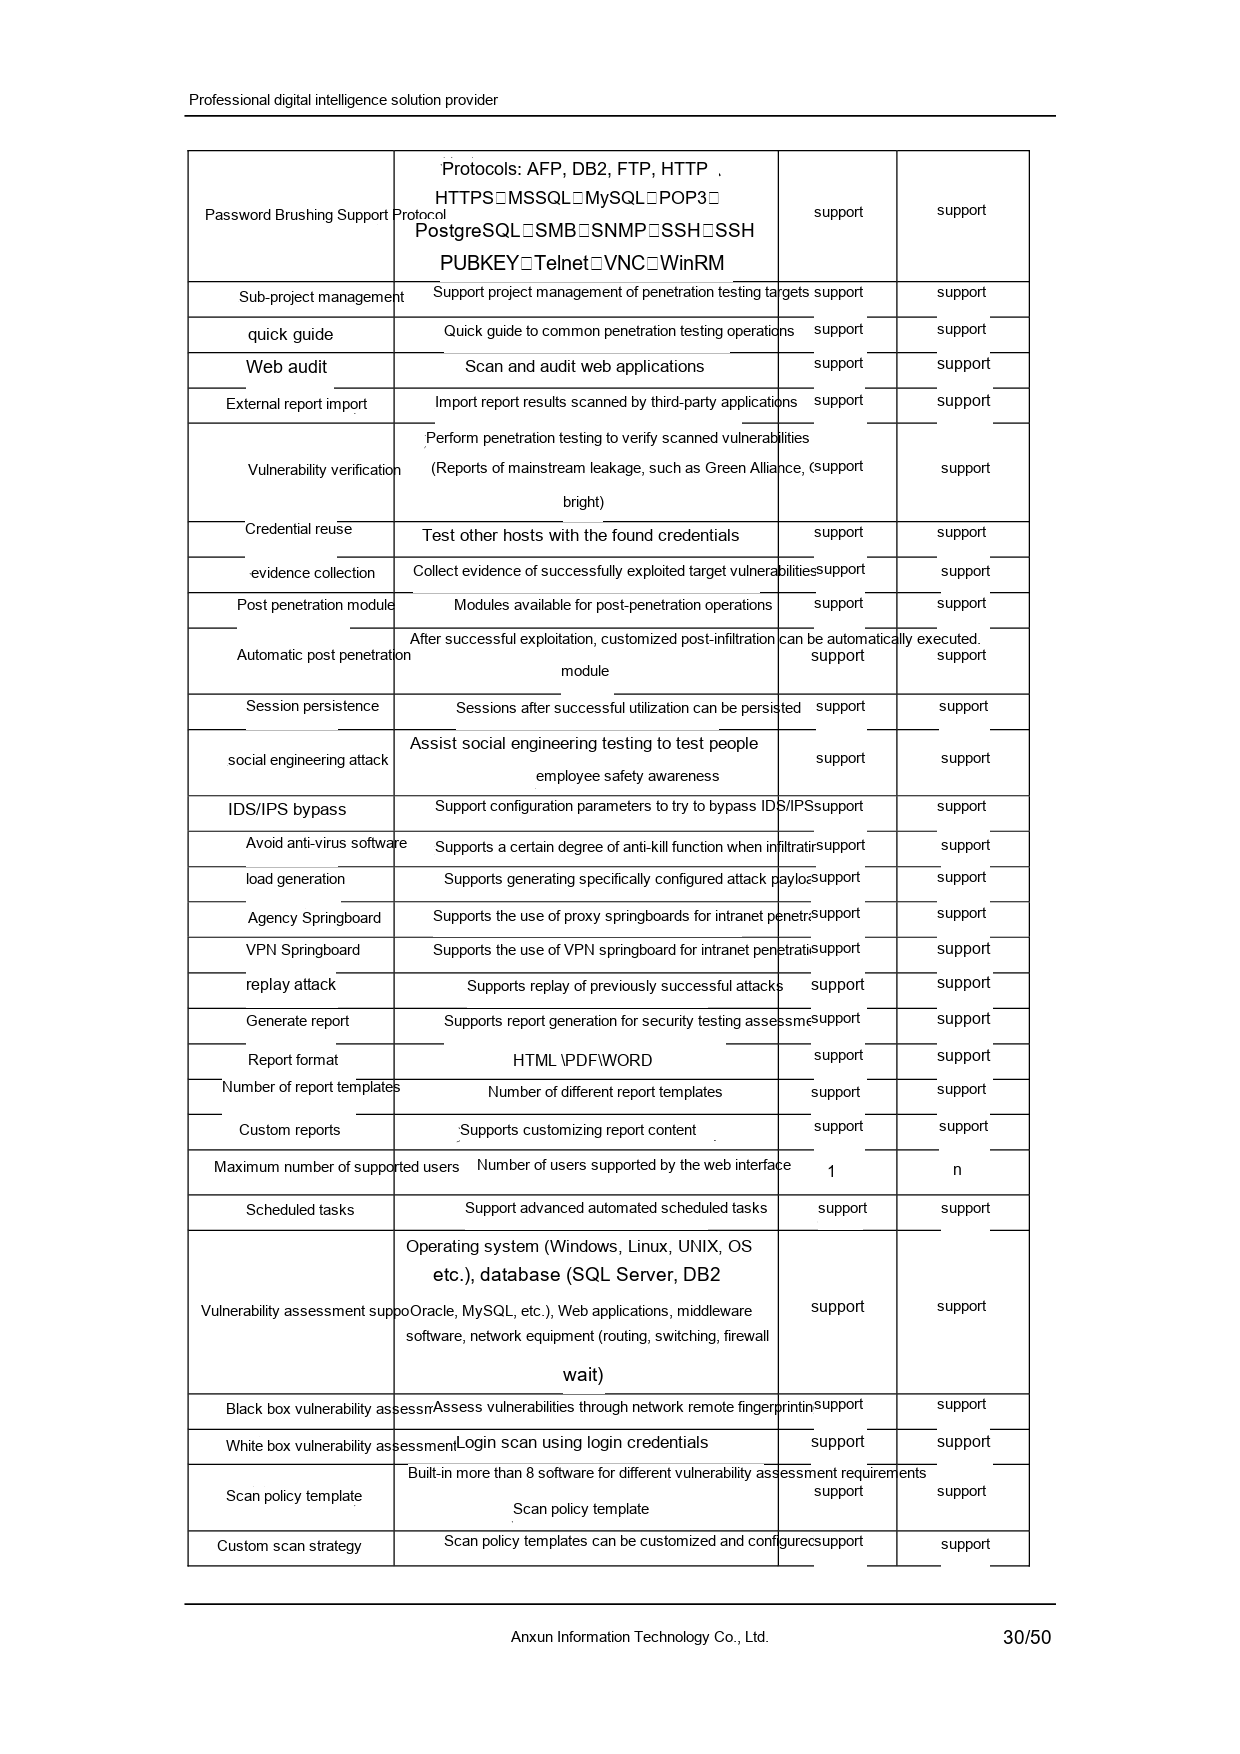 Professional digital intelligence solution provider
Protocols: AFP, DB2, FTP, HTTP
HTTPS□MSSQL□MySQL□POP3□
Password Brushing Support Protocol
support
support
PostgreSQL□SMB□SNMP□SSH□SSH
PUBKEY□Telnet□VNC□WinRM
Sub-project management
Support project management of penetration testing targets
support
support
quick guide
Quick guide to common penetration testing operations
support
support
Web audit
Scan and audit web applications
support
support
External report import
Import report results scanned by third-party applications
support
support
Perform penetration testing to verify scanned vulnerabilities
Vulnerability verification
(Reports of mainstream leakage, such as Green Alliance,
support
support
bright)
Credential reuse
Test other hosts with the found credentials
support
support
evidence collection
Collect evidence of successfully exploited target vulnerabilities
support
support
Post penetration module
Modules available for post-penetration operations
support
support
After successful exploitation, customized post-infiltration can be automatically executed.
Automatic post penetration
support
support
module
Session persistence
Sessions after successful utilization can be persisted
support
support
Assist social engineering testing to test people
social engineering attack
support
support
employee safety awareness
IDS/IPS bypass
Support configuration parameters to try to bypass IDS/IPS
support
support
Avoid anti-virus software
Supports a certain degree of anti-kill function when infiltratin
support
support
load generation
Supports generating specifically configured attack payloa
support
support
Agency Springboard
Supports the use of proxy springboards for intranet penetra
support
support
VPN Springboard
Supports the use of VPN springboard for intranet penetrati
support
support
replay attack
Supports replay of previously successful attacks
support
support
Generate report
Supports report generation for security testing assessme
support
support
Report format
HTML \PDF\WORD
support
support
Number of report templates
Number of different report templates
support
support
Custom reports
Supports customizing report content
support
support
Maximum number of supported users
Number of users supported by the web interface
1
n
Scheduled tasks
Support advanced automated scheduled tasks
support
support
Operating system (Windows, Linux, UNIX, OS
etc.), database (SQL Server, DB2
Vulnerability assessment suppo
Oracle, MySQL, etc.), Web applications, middleware
support
support
software, network equipment (routing, switching, firewall
wait)
Black box vulnerability assessm
Assess vulnerabilities through network remote fingerprintin
support
support
White box vulnerability assessment
Login scan using login credentials
support
support
Built-in more than 8 software for different vulnerability assessment requirements
Scan policy template
support
support
Scan policy template
Custom scan strategy
Scan policy templates can be customized and configured
support
support
Anxun Information Technology Co., Ltd.
30/50